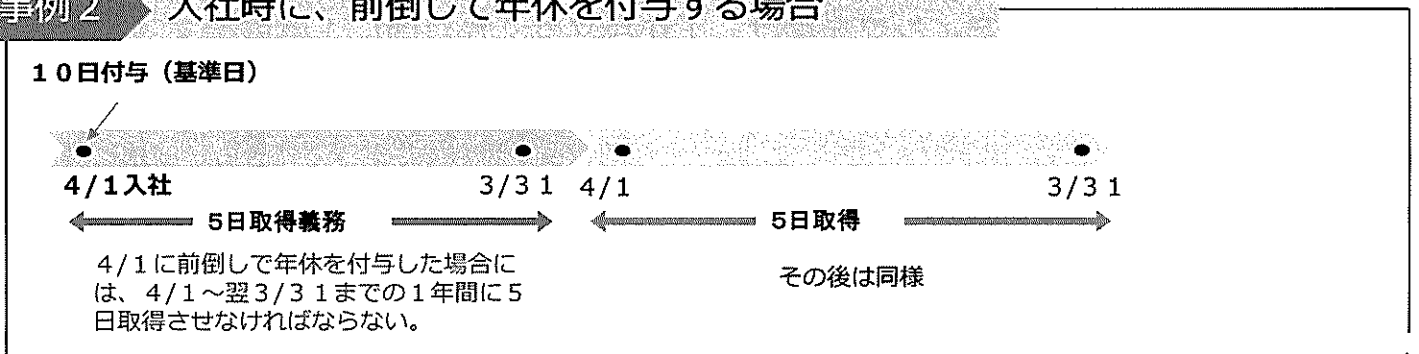 事例2 入社時に、前倒しで年休を付与する場合
10日付与（基準日）
4/1入社 3/31 4/1 3/31
5日取得義務 5日取得
4/1に前倒しで年休を付与した場合に
は、4/1～翌3/31までの1年間に5
日取得させなければならない。
その後は同様